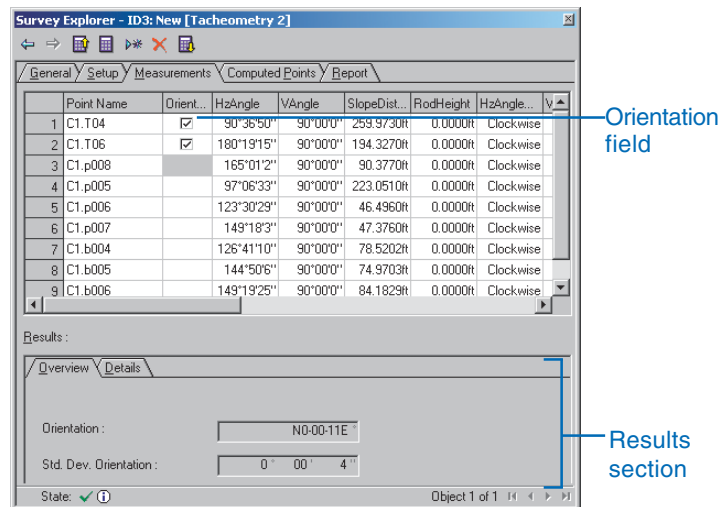 Survey Explorer - ID3: New [Tacheometry 2]
General Setup Measurements Computed Points Report
Point Name Orient... HzAngle VAngle SlopeDist... RodHeight HzAngle... V
1 C1.T04 90°36'50'' 90°00'0'' 259.9730ft 0.0000ft Clockwise
2 C1.T06 180°19'15'' 90°00'0'' 194.3270ft 0.0000ft Clockwise
3 C1.p008 165°01'2'' 90°00'0'' 90.3770ft 0.0000ft Clockwise
4 C1.p005 97°06'33'' 90°00'0'' 223.0510ft 0.0000ft Clockwise
5 C1.p006 123°30'29'' 90°00'0'' 46.4960ft 0.0000ft Clockwise
6 C1.p007 149°18'3'' 90°00'0'' 47.3760ft 0.0000ft Clockwise
7 C1.b004 126°41'10'' 90°00'0'' 78.5202ft 0.0000ft Clockwise
8 C1.b005 144°50'6'' 90°00'0'' 74.9703ft 0.0000ft Clockwise
9 C1.b006 149°19'25'' 90°00'0'' 84.1829ft 0.0000ft Clockwise
Orientation
field
Results :
Overview Details
Orientation : N0-00-11E °
Std. Dev. Orientation : 0 ° 00 ' 4 ''
Results
section
State: Object 1 of 1